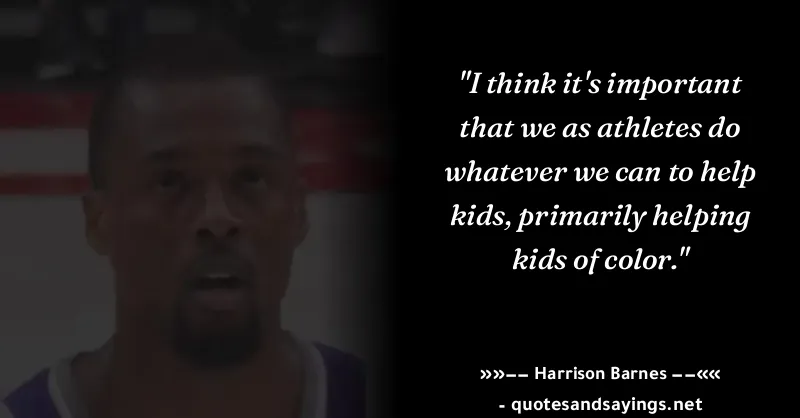 "I think it's important
that we as athletes do
whatever we can to help
kids, primarily helping
kids of color."
»»−− Harrison Barnes −−««
- quotesandsayings.net